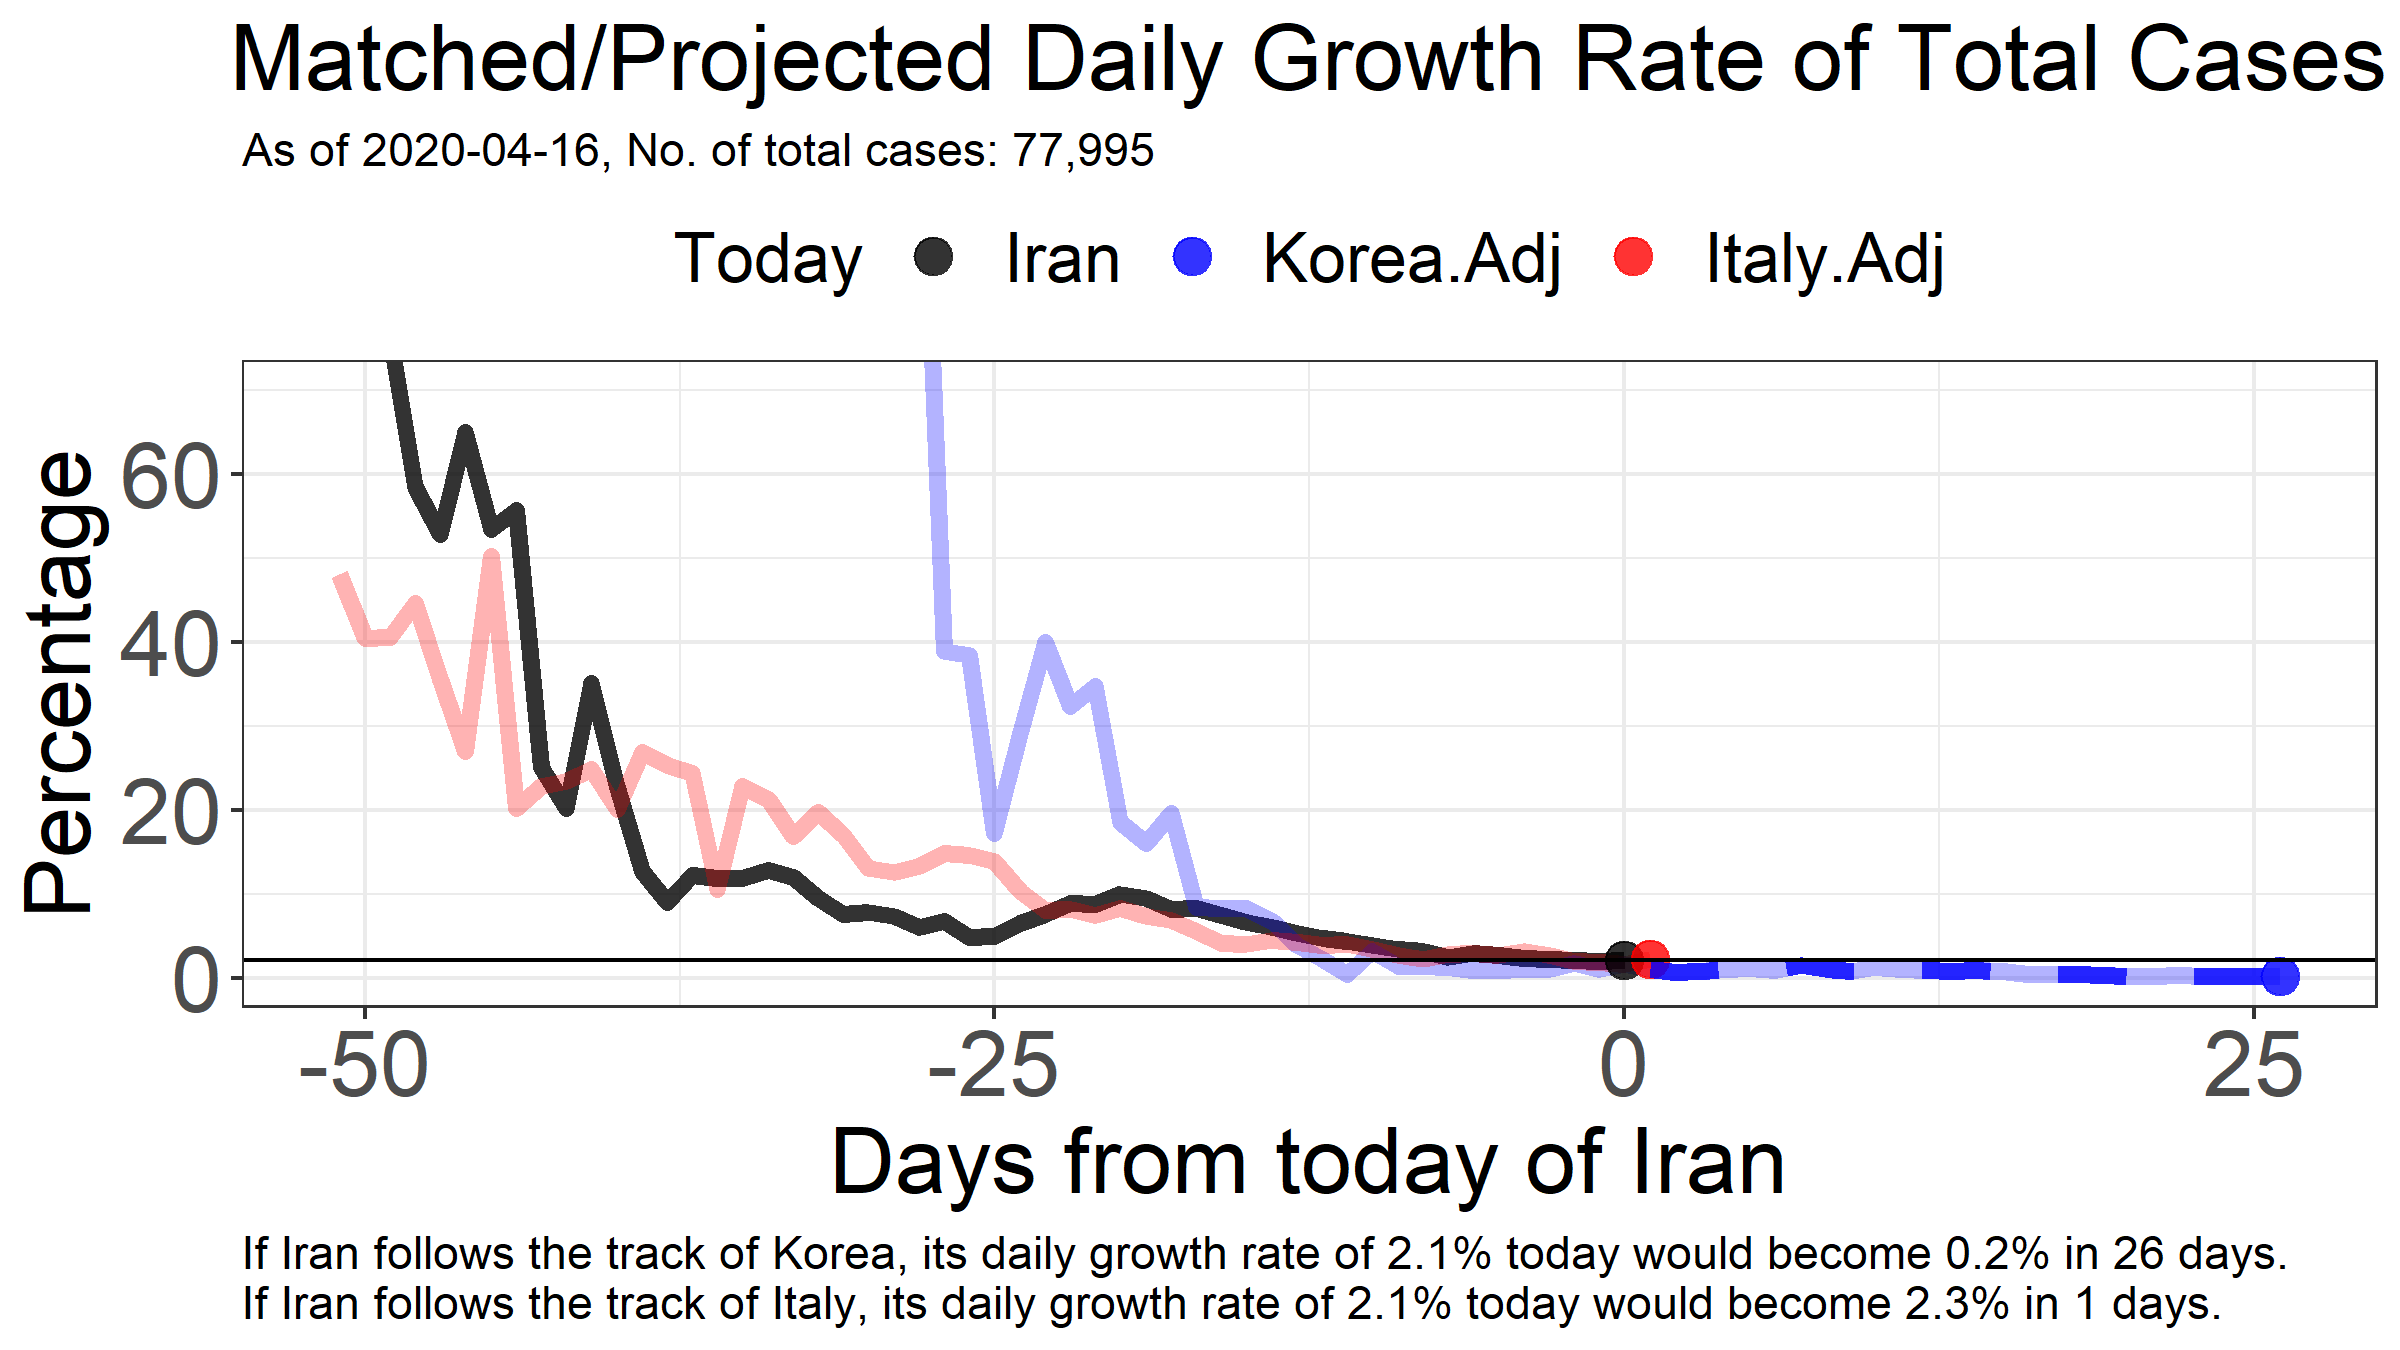 Matched/Projected Daily Growth Rate of Total Cases
As of 2020-04-16, No. of total cases: 77,995
Today Iran Korea.Adj Italy.Adj
Percentage
60
40
20
0
-50 -25 0 25
Days from today of Iran
If Iran follows the track of Korea, its daily growth rate of 2.1% today would become 0.2% in 26 days.
If Iran follows the track of Italy, its daily growth rate of 2.1% today would become 2.3% in 1 days.